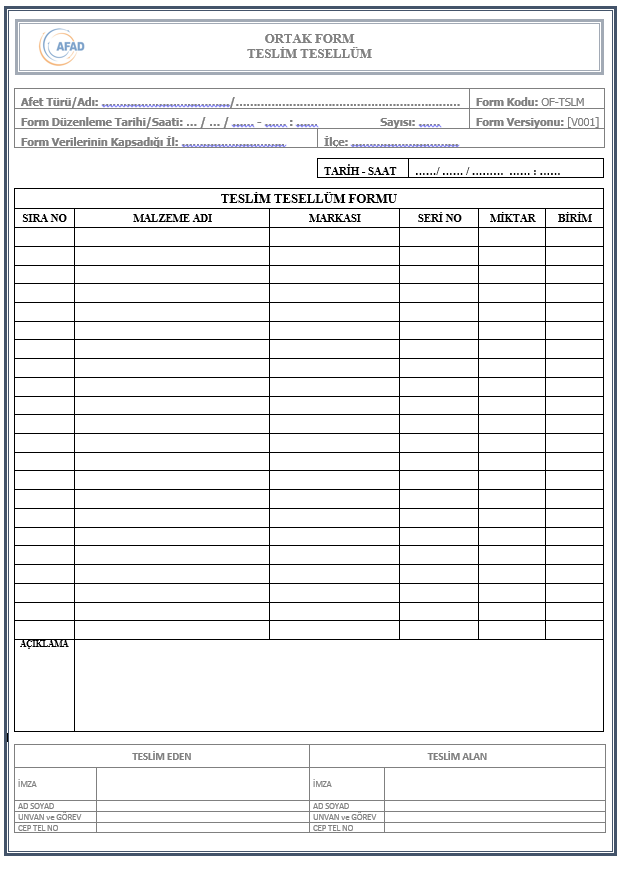 AFAD
ORTAK FORM
TESLİM TESELLÜM
Afet Türü/Adı: ……………………………/……………………………………………… Form Kodu: OF-TSLM
Form Düzenleme Tarihi/Saati: … / … / …… - …… : …… Sayısı: …… Form Versiyonu: [V001]
Form Verilerinin Kapsadığı İl: ……………………… İlçe: ………………………
TARİH - SAAT ……/ …… / ……… …… : ……
TESLİM TESELLÜM FORMU
SIRA NO MALZEME ADI MARKASI SERİ NO MİKTAR BİRİM
AÇIKLAMA
TESLİM EDEN TESLİM ALAN
İMZA İMZA
AD SOYAD AD SOYAD
UNVAN ve GÖREV UNVAN ve GÖREV
CEP TEL NO CEP TEL NO